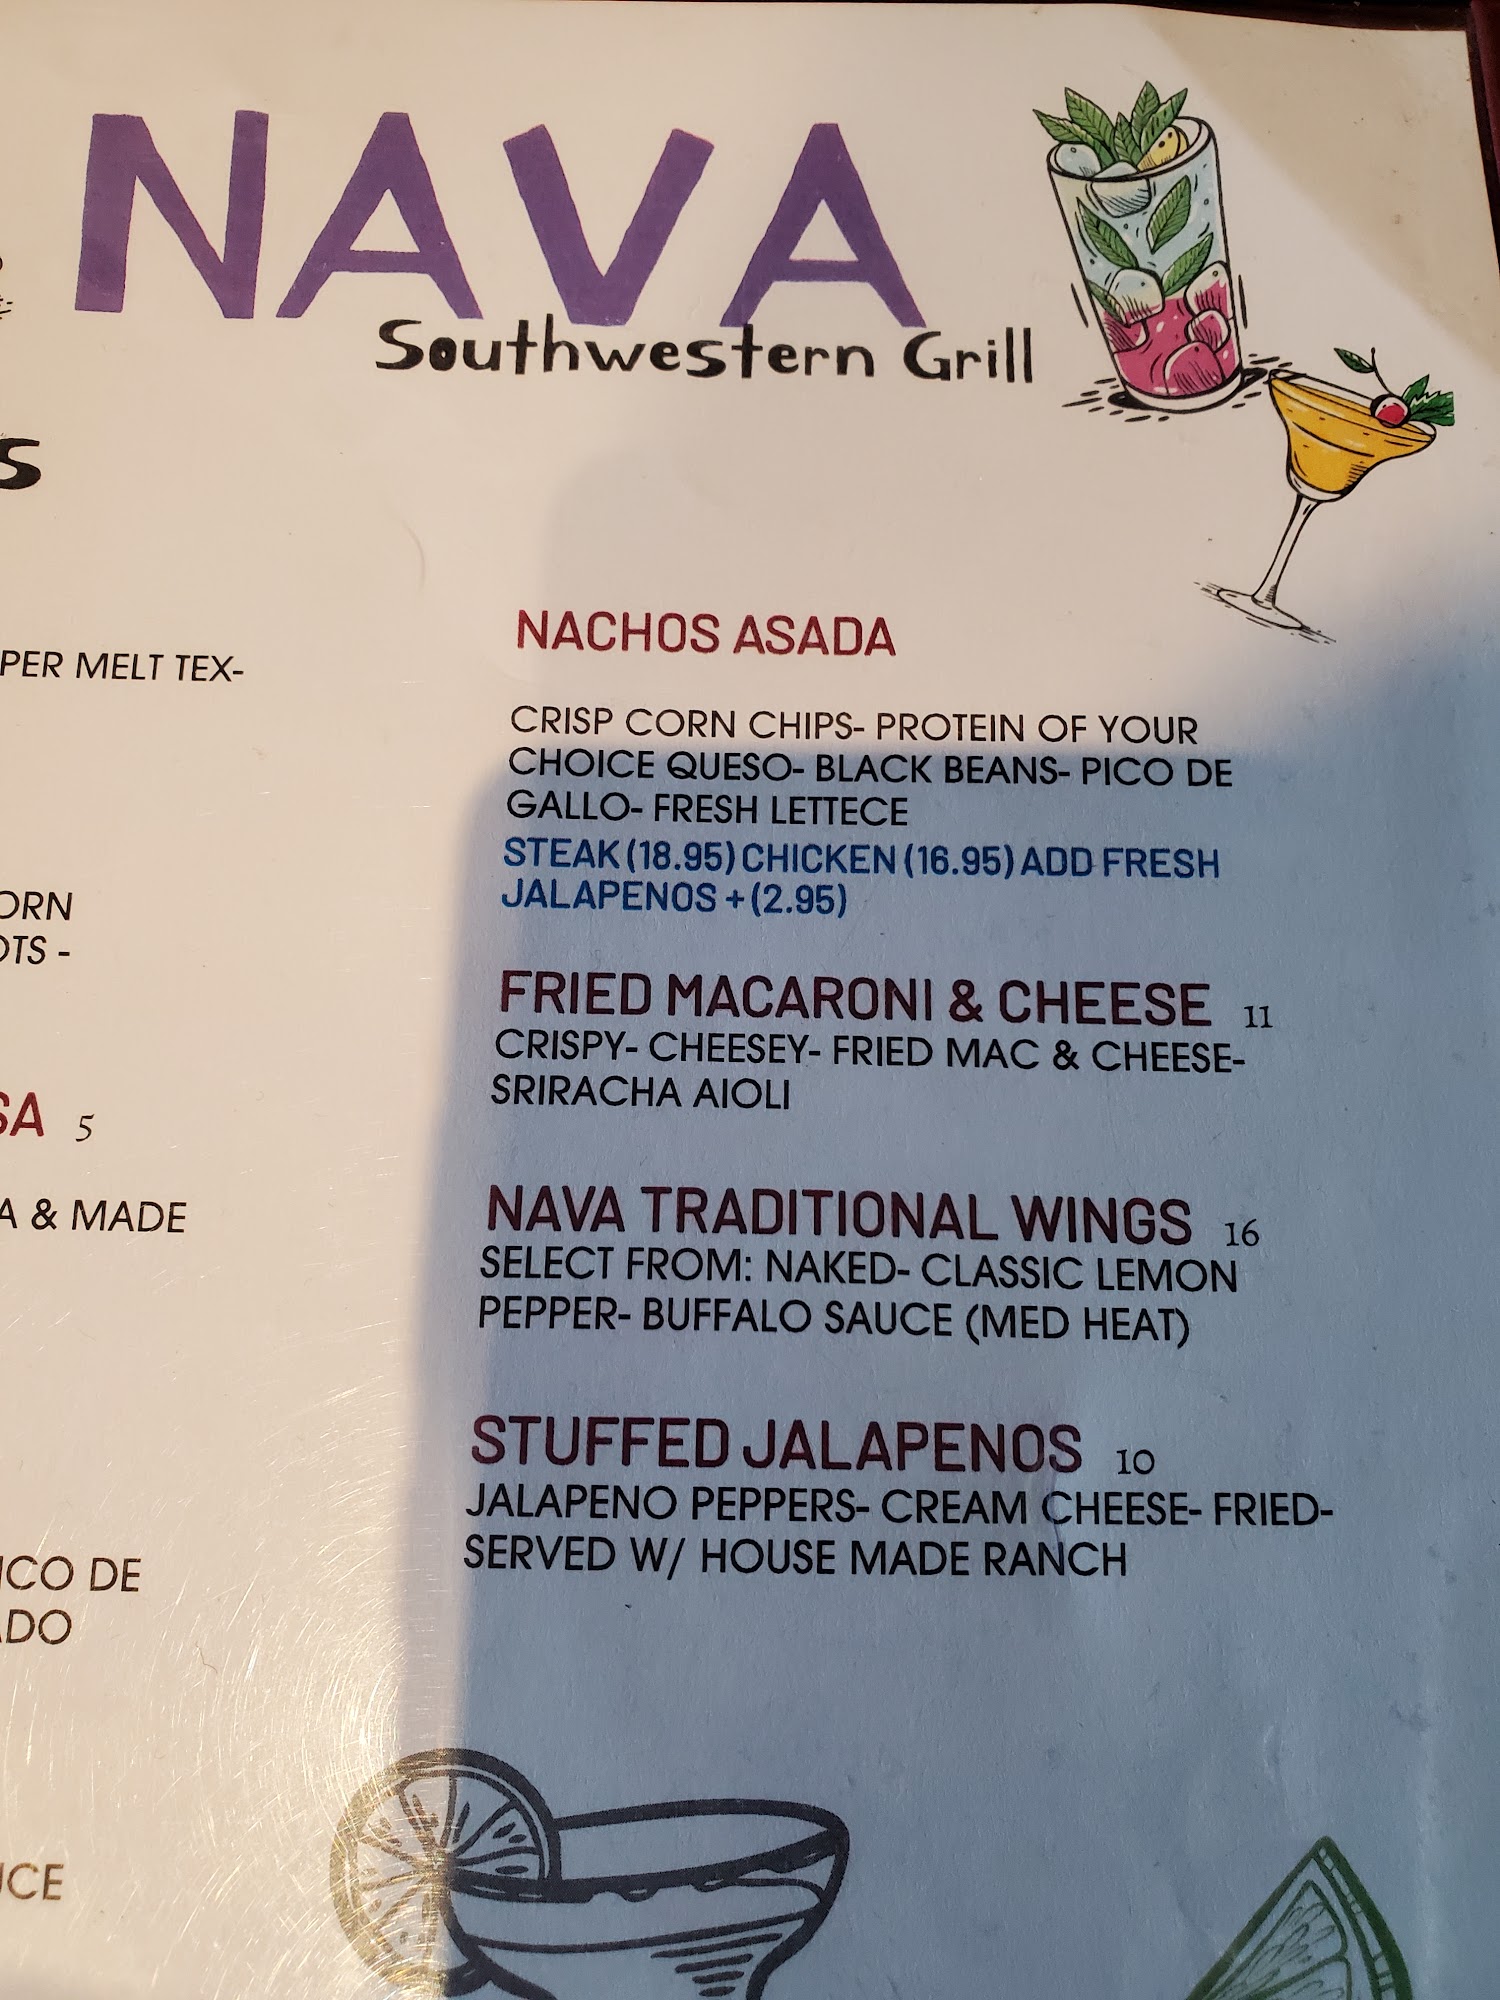 NAVA
Southwestern Grill
S
PER MELT TEX-
ORN
OTS -
SA 5
A & MADE
ICO DE
ADO
UCE
NACHOS ASADA
CRISP CORN CHIPS- PROTEIN OF YOUR
CHOICE QUESO- BLACK BEANS- PICO DE
GALLO- FRESH LETTECE
STEAK (18.95) CHICKEN (16.95) ADD FRESH
JALAPENOS + (2.95)
FRIED MACARONI & CHEESE 11
CRISPY- CHEESEY- FRIED MAC & CHEESE-
SRIRACHA AIOLI
NAVA TRADITIONAL WINGS 16
SELECT FROM: NAKED- CLASSIC LEMON
PEPPER- BUFFALO SAUCE (MED HEAT)
STUFFED JALAPENOS 10
JALAPENO PEPPERS- CREAM CHEESE- FRIED-
SERVED W/ HOUSE MADE RANCH